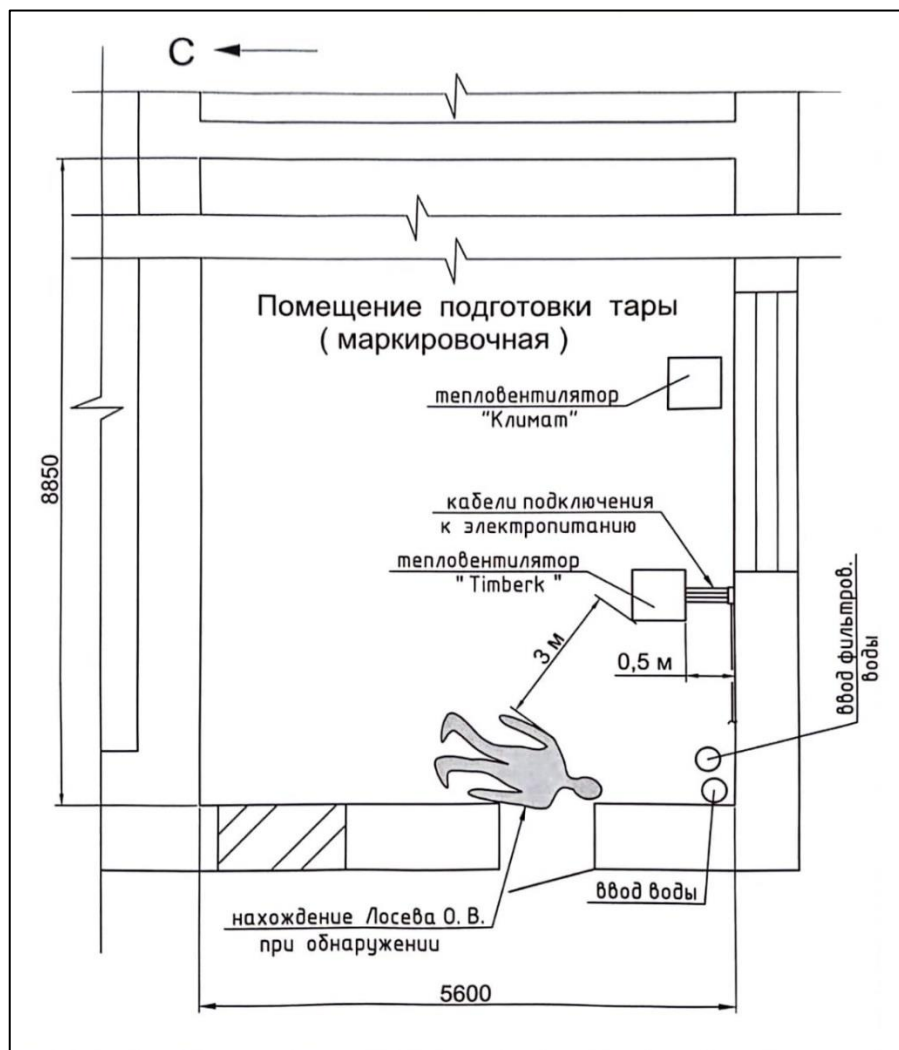 С
Помещение подготовки тары
( маркировочная )
тепловентилятор
"Климат"
кабели подключения
к электропитанию
тепловентилятор
" Timberk "
8850
3 м
0,5 м
ввод фильтров.
воды
ввод воды
нахождение Лосева О. В.
при обнаружении
5600